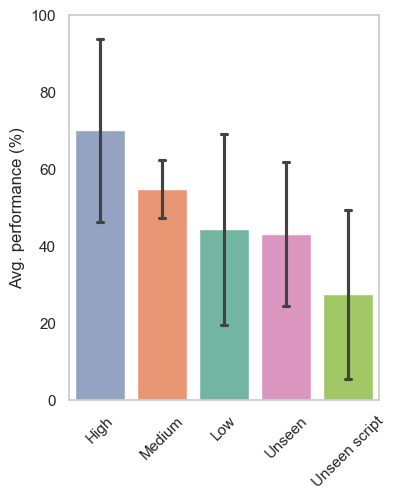 Avg. performance (%)
100
80
60
40
20
0
High
Medium
Low
Unseen
Unseen script